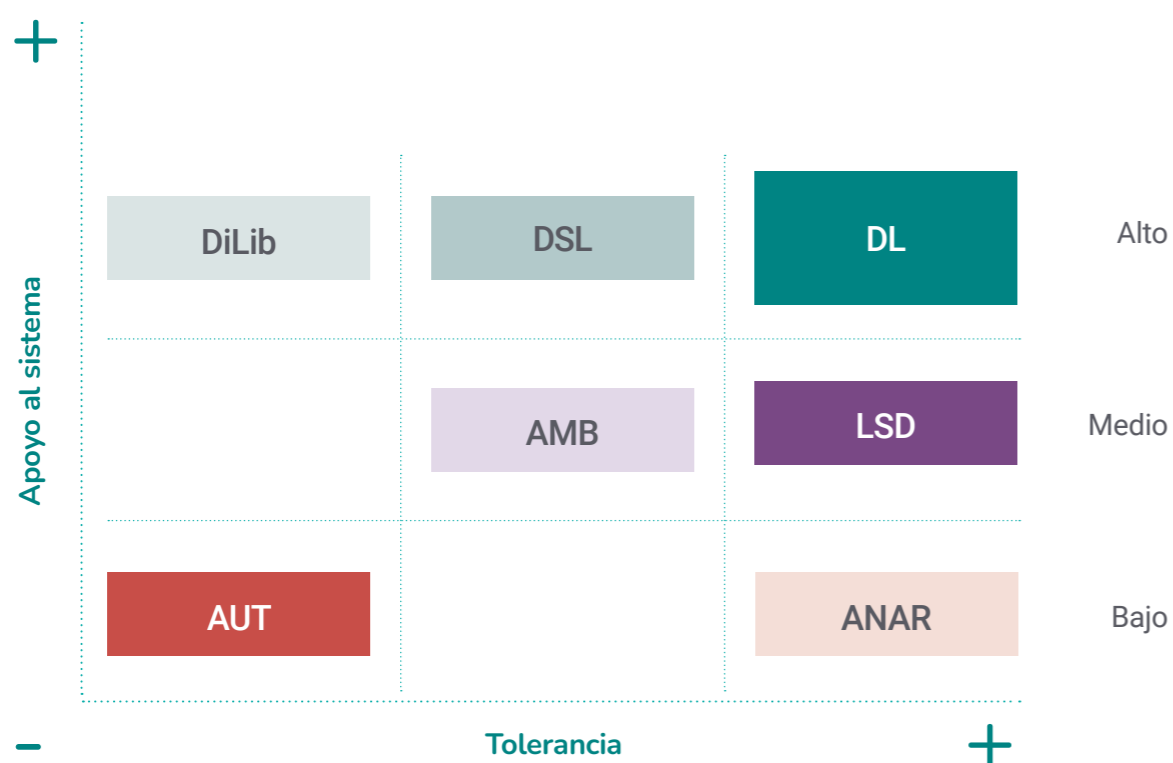 +
DiLib
DSL
DL
Alto
Apoyo al sistema
AMB
LSD
Medio
AUT
ANAR
Bajo
-
Tolerancia
+